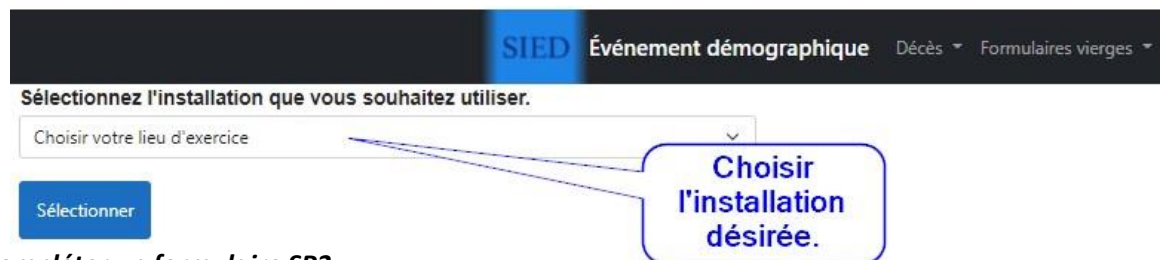 SIED Événement démographique Décès Formulaires vierges
Sélectionnez l'installation que vous souhaitez utiliser.
Choisir votre lieu d'exercice
Choisir
l'installation
désirée.
Sélectionner